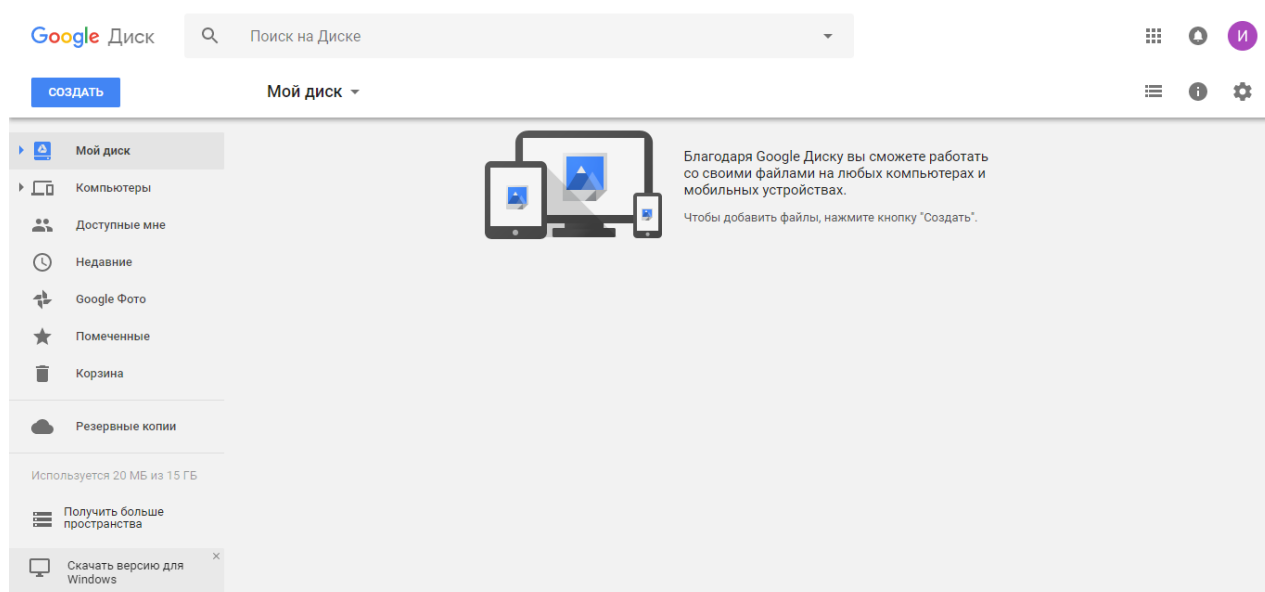 Google Диск
Поиск на Диске
И
СОЗДАТЬ
Мой диск
Мой диск
Компьютеры
Доступные мне
Недавние
Google Фото
Помеченные
Корзина
Резервные копии
Используется 20 МБ из 15 ГБ
Получить больше
пространства
Скачать версию для
Windows
Благодаря Google Диску вы сможете работать
со своими файлами на любых компьютерах и
мобильных устройствах.
Чтобы добавить файлы, нажмите кнопку "Создать".